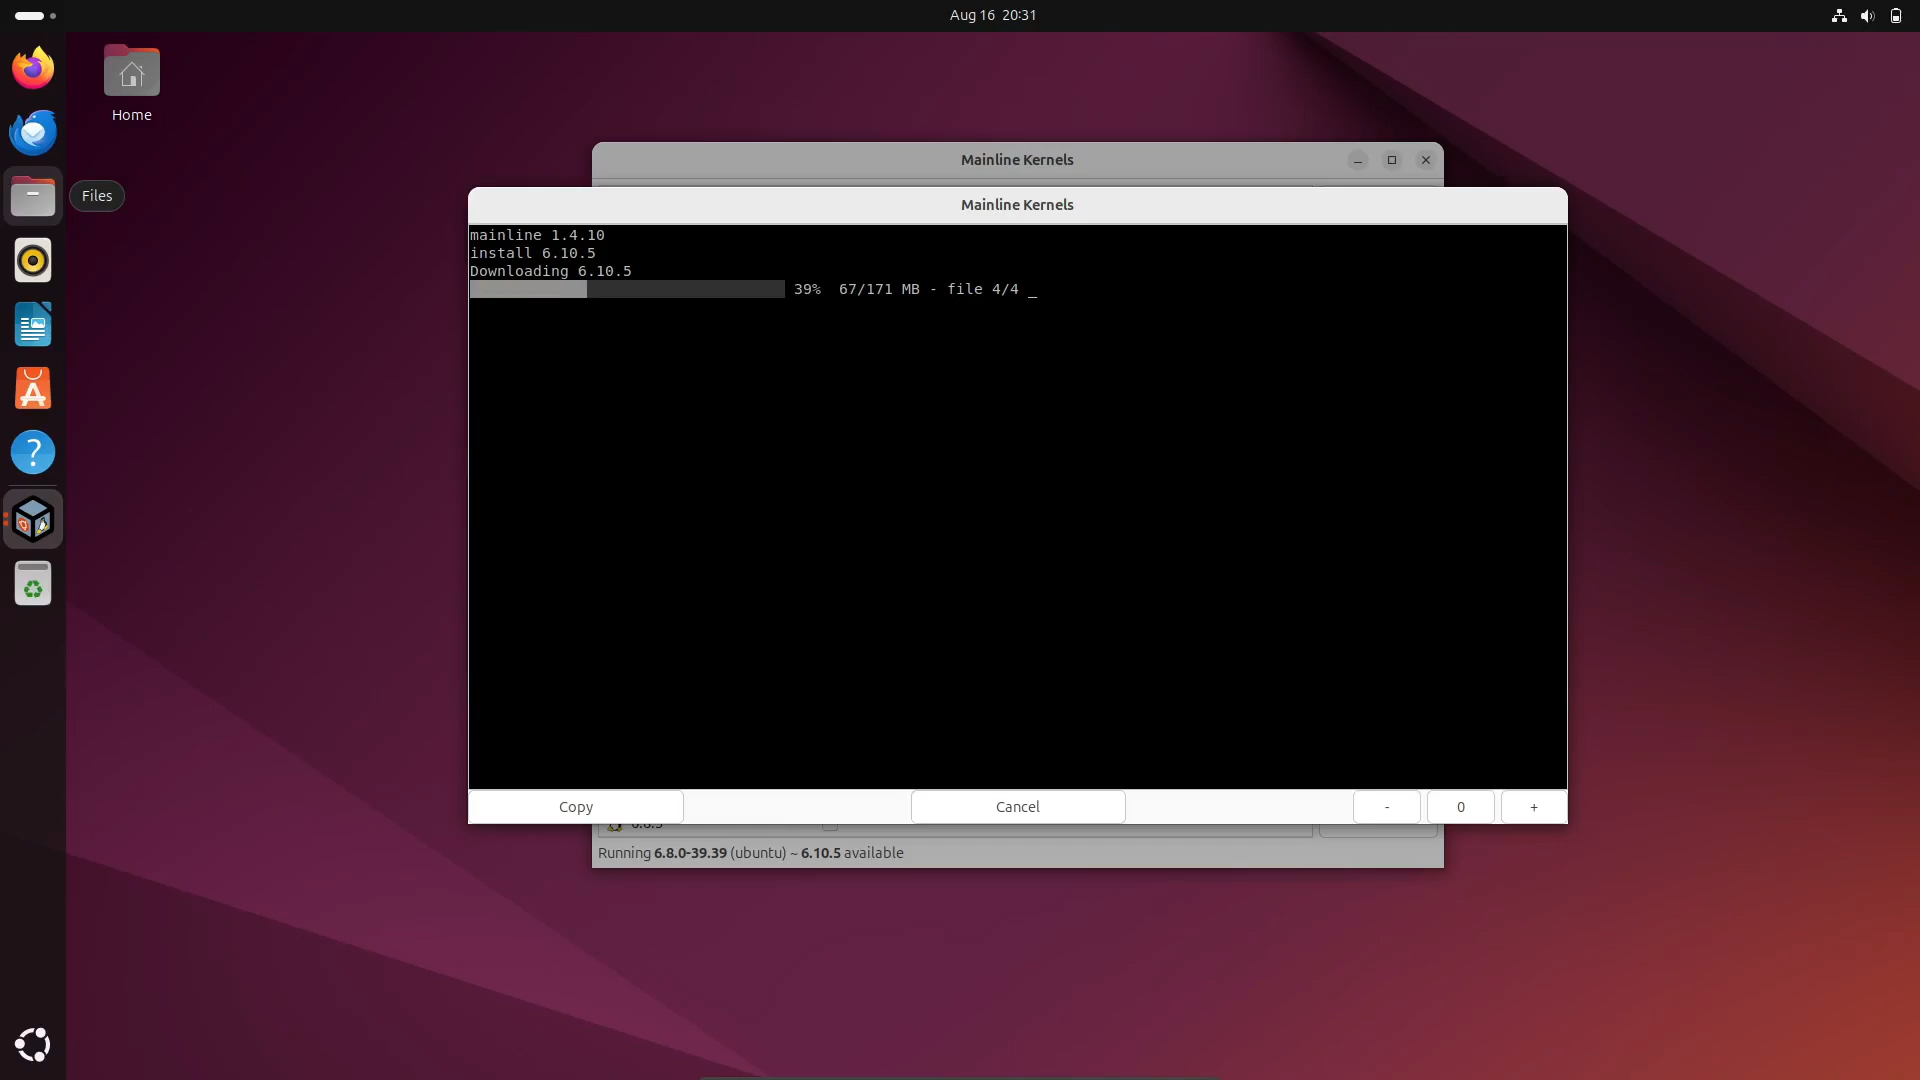 Aug 16 20:31
Home
Files
Mainline Kernels
Mainline Kernels
mainline 1.4.10
install 6.10.5
Downloading 6.10.5
39% 67/171 MB - file 4/4 _
Copy
Cancel
-
0
+
Running 6.8.0-39.39 (ubuntu) ~ 6.10.5 available